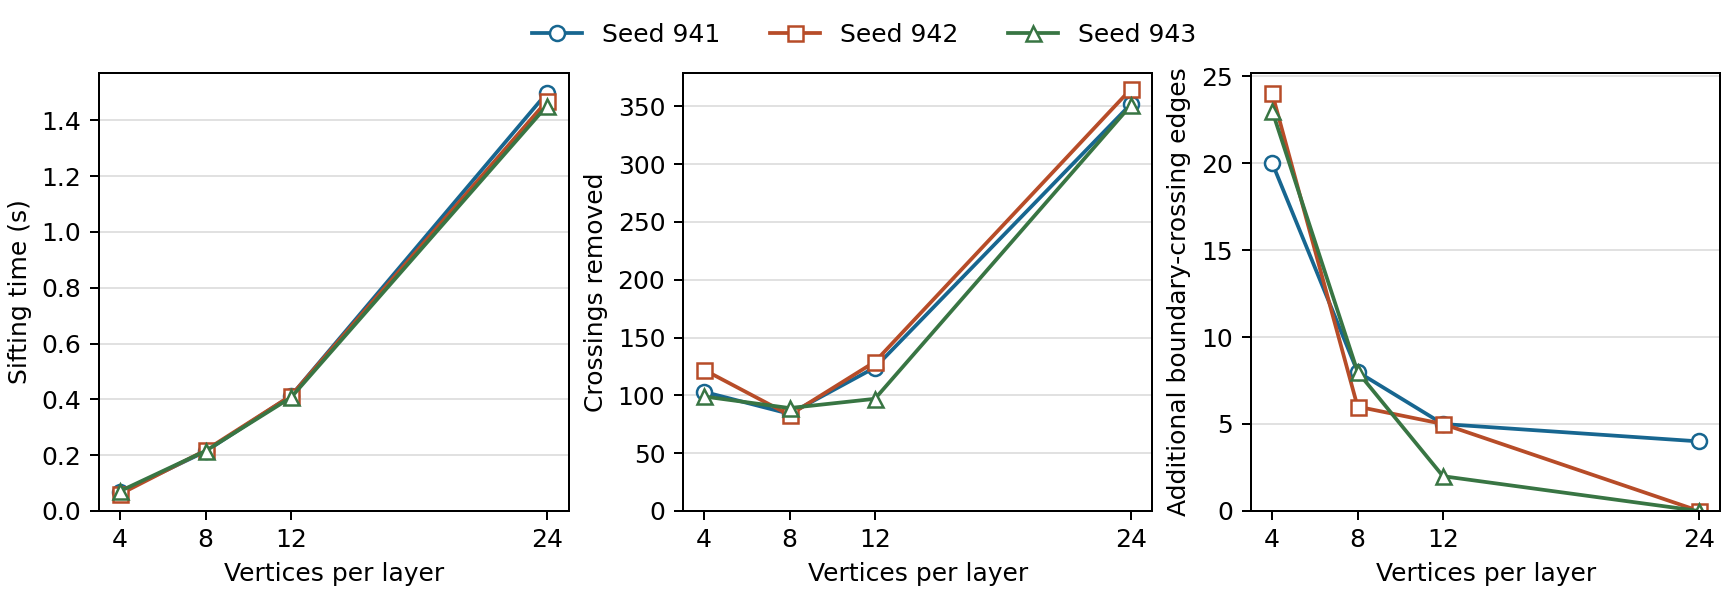 Seed 941 Seed 942 Seed 943
Sifting time (s)
1.4
1.2
1.0
0.8
0.6
0.4
0.2
0.0
4 8 12 24
Vertices per layer
Crossings removed
350
300
250
200
150
100
50
0
4 8 12 24
Vertices per layer
Additional boundary-crossing edges
25
20
15
10
5
0
4 8 12 24
Vertices per layer